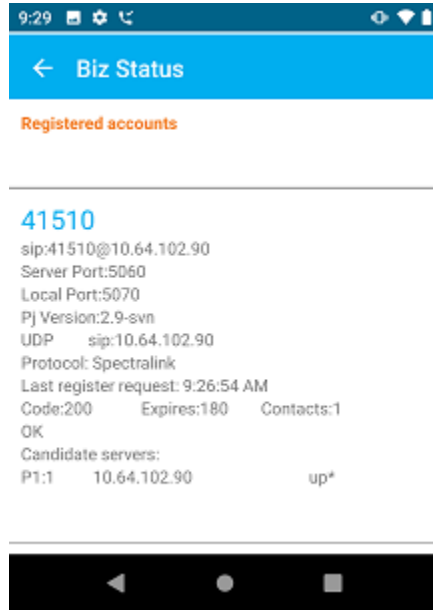 9:29
Biz Status
Registered accounts
41510
sip:41510@10.64.102.90
Server Port:5060
Local Port:5070
Pj Version:2.9-svn
UDP sip:10.64.102.90
Protocol: Spectralink
Last register request: 9:26:54 AM
Code:200 Expires:180 Contacts:1
OK
Candidate servers:
P1:1 10.64.102.90 up*